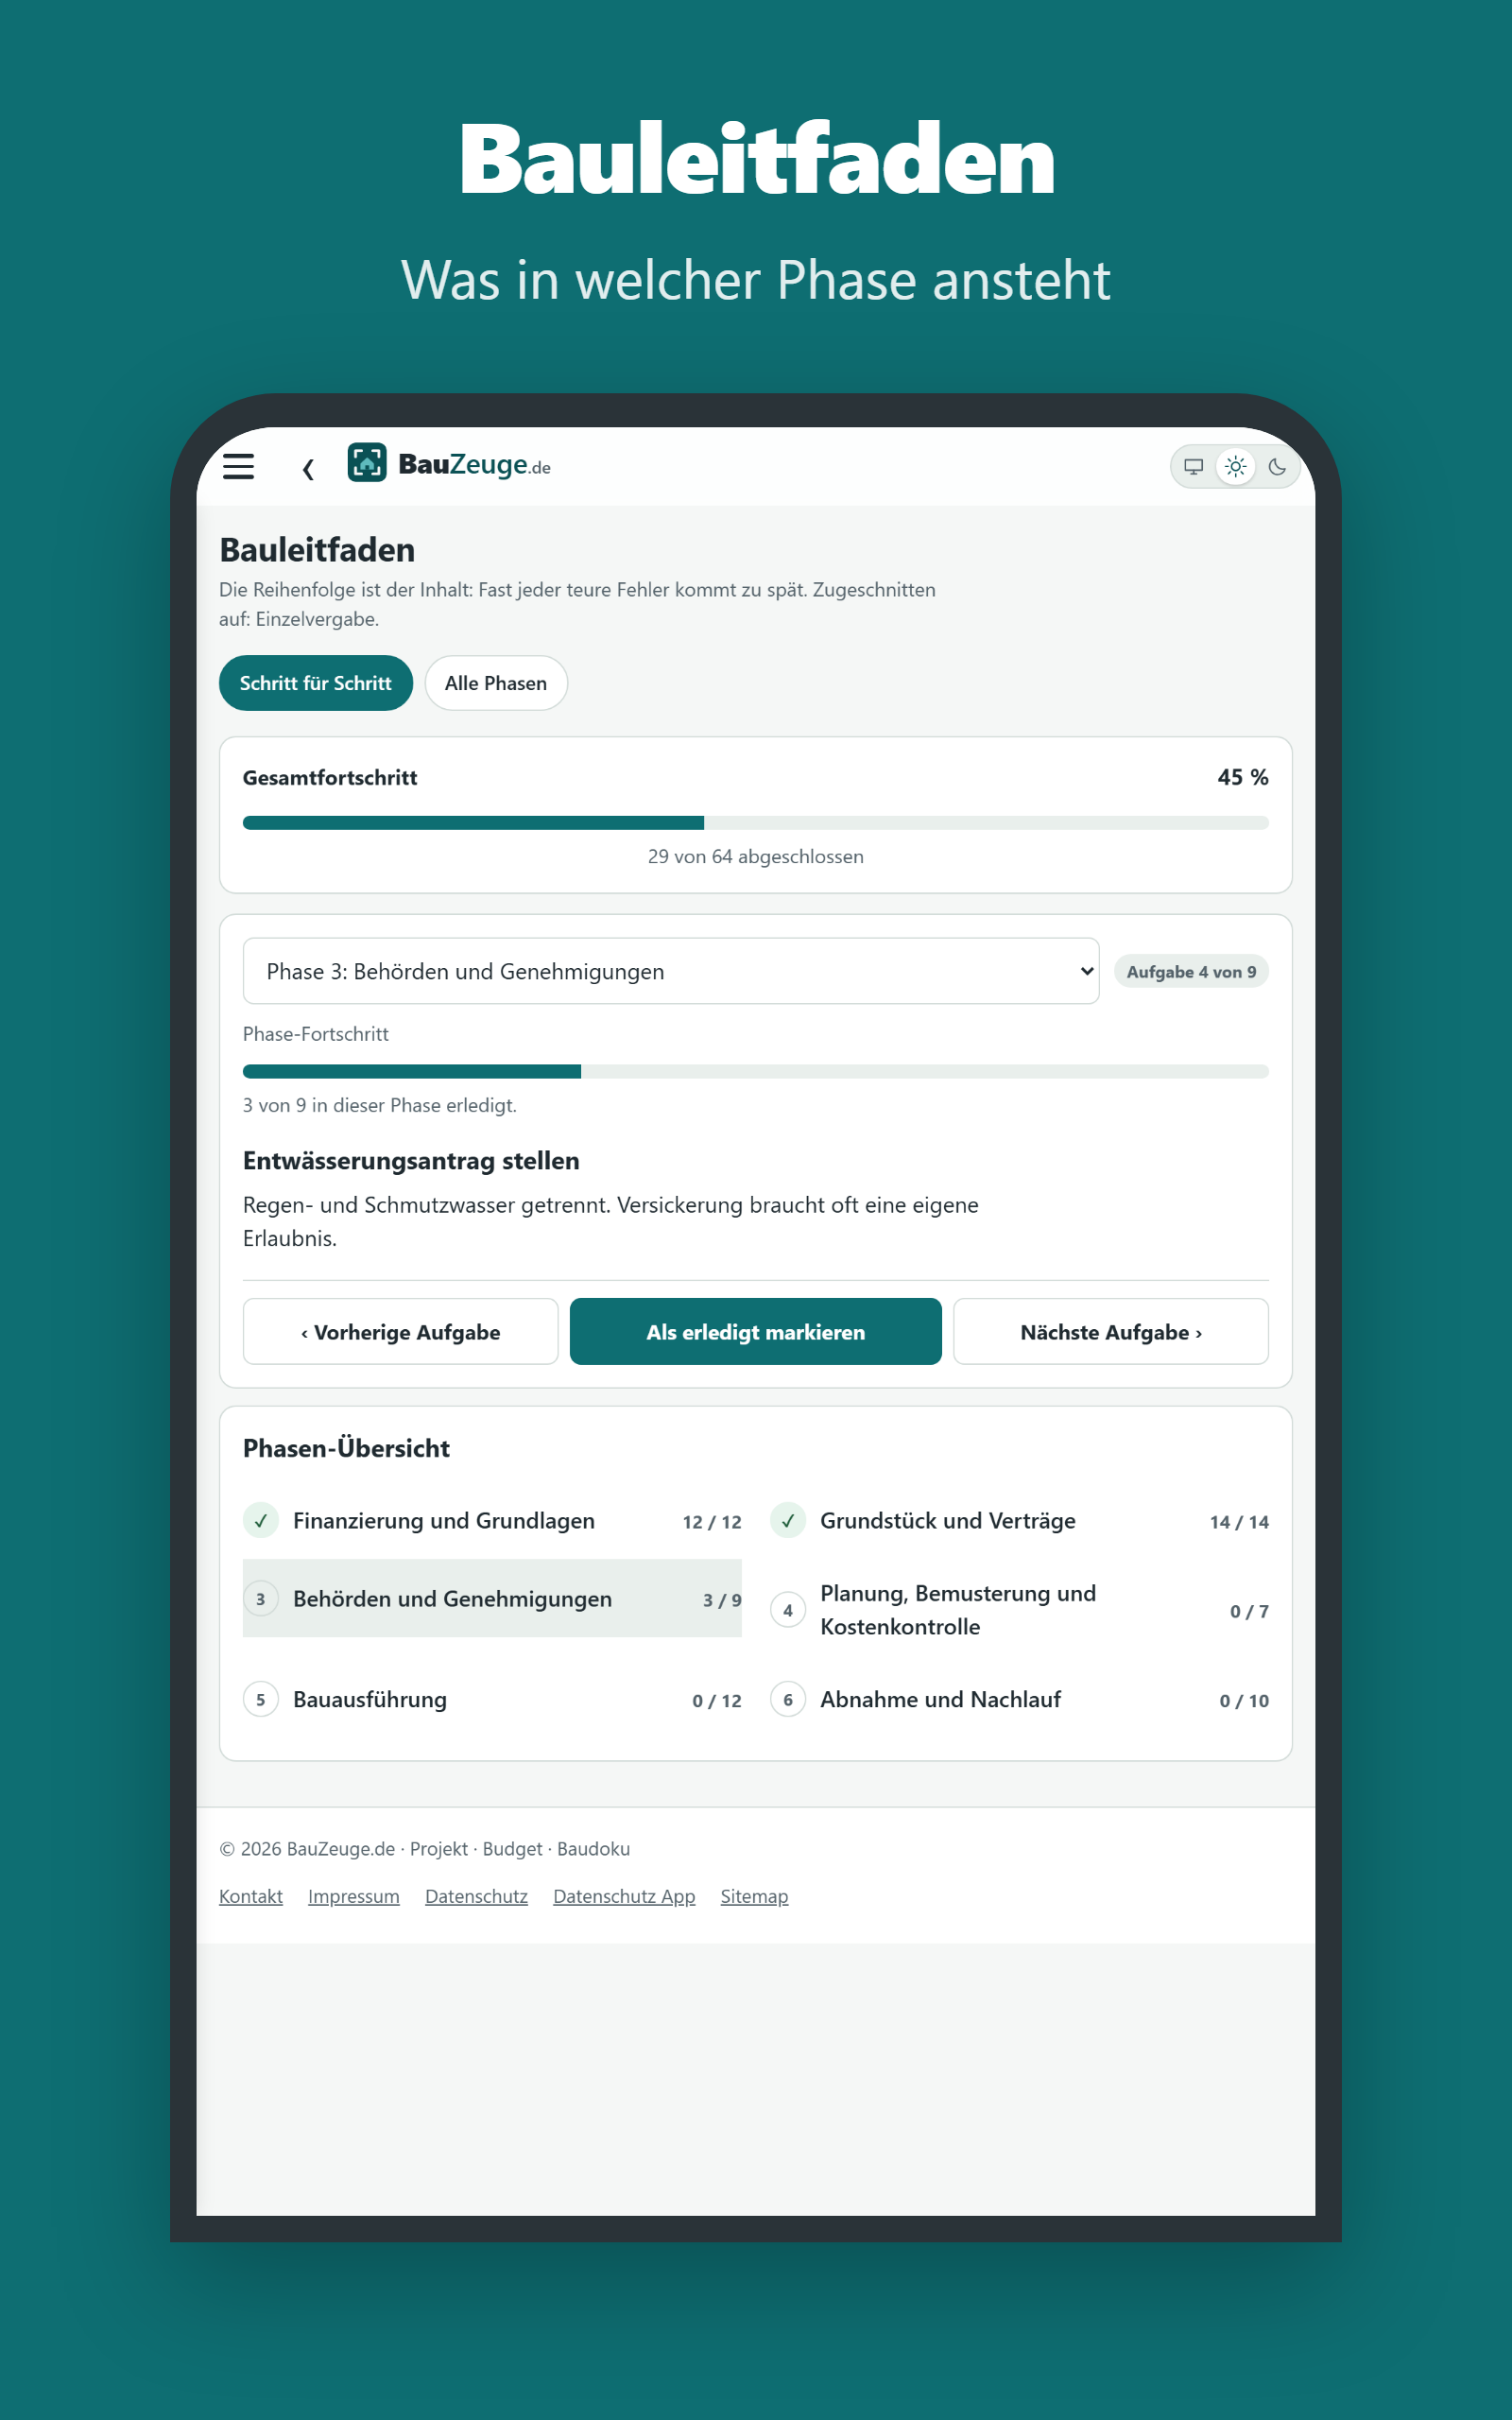 Bauleitfaden
Was in welcher Phase ansteht
BauZeuge.de
Bauleitfaden
Die Reihenfolge ist der Inhalt: Fast jeder teure Fehler kommt zu spät. Zugeschnitten
auf: Einzelvergabe.
Schritt für Schritt
Alle Phasen
Gesamtfortschritt
45 %
29 von 64 abgeschlossen
Phase 3: Behörden und Genehmigungen
Aufgabe 4 von 9
Phase-Fortschritt
3 von 9 in dieser Phase erledigt.
Entwässerungsantrag stellen
Regen- und Schmutzwasser getrennt. Versickerung braucht oft eine eigene
Erlaubnis.
‹ Vorherige Aufgabe
Als erledigt markieren
Nächste Aufgabe ›
Phasen-Übersicht
✓ Finanzierung und Grundlagen 12 / 12
✓ Grundstück und Verträge 14 / 14
3 Behörden und Genehmigungen 3 / 9
4 Planung, Bemusterung und
Kostenkontrolle 0 / 7
5 Bauausführung 0 / 12
6 Abnahme und Nachlauf 0 / 10
© 2026 BauZeuge.de · Projekt · Budget · Baudoku
Kontakt Impressum Datenschutz Datenschutz App Sitemap